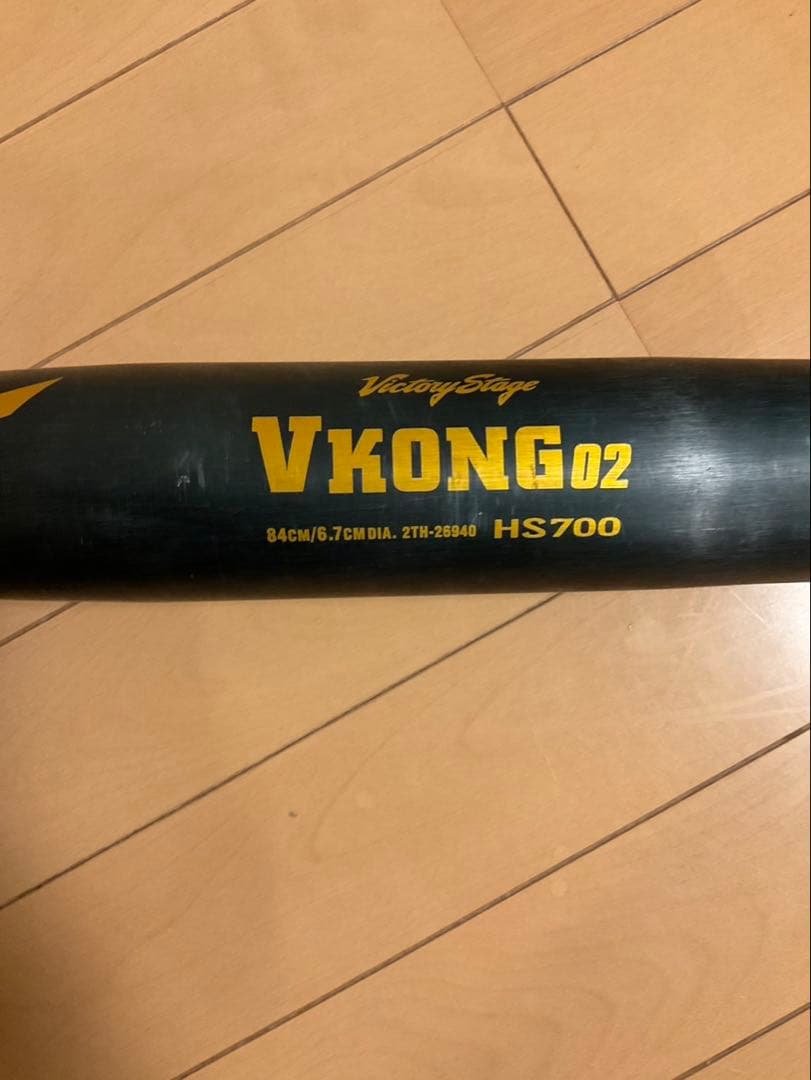 Victory Stage
VKONG02
84CM/6.7CMDIA. 2TH-26940 HS700